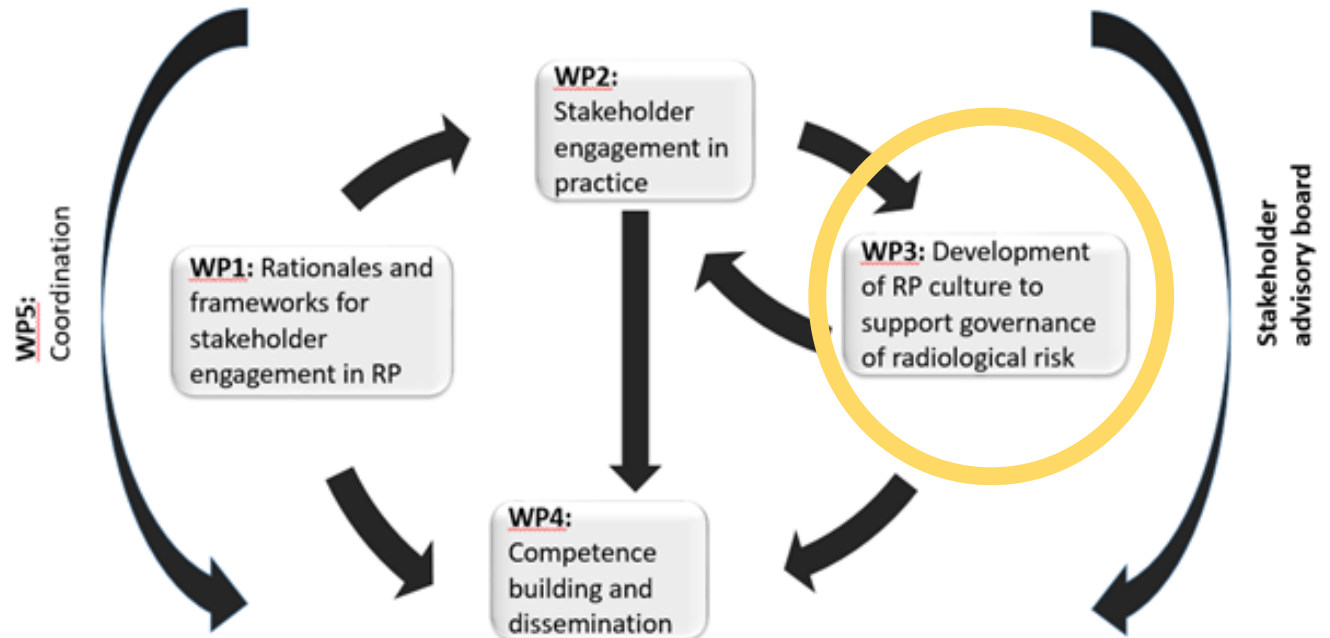 WP5:
Coordination
WP1: Rationales and
frameworks for
stakeholder
engagement in RP
WP2:
Stakeholder
engagement in
practice
WP3: Development
of RP culture to
support governance
of radiological risk
WP4:
Competence
building and
dissemination
Stakeholder
advisory board